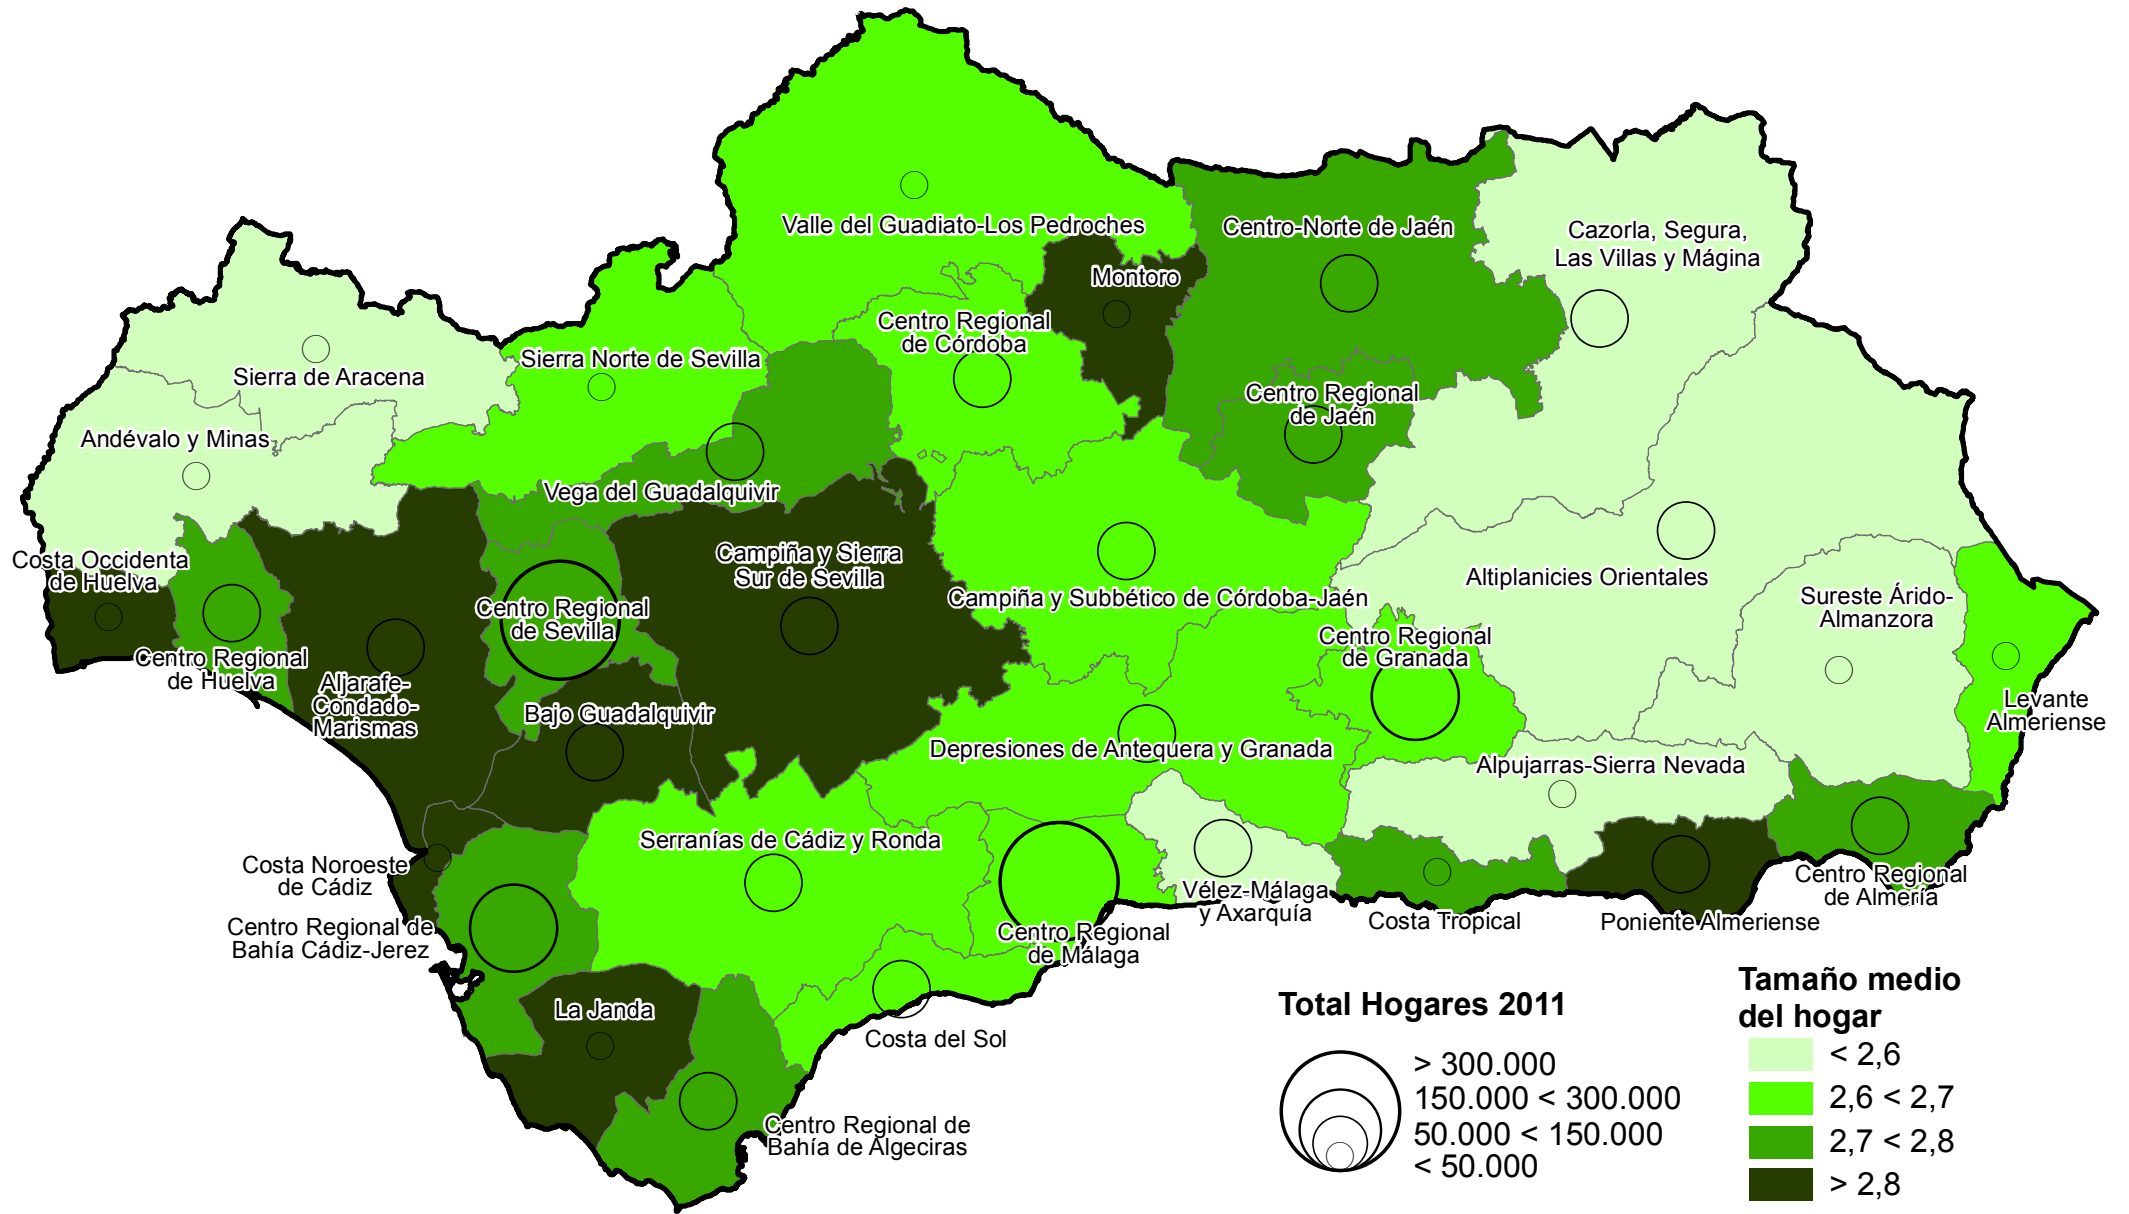 Valle del Guadiato-Los Pedroches
Centro-Norte de Jaén
Cazorla, Segura,
Las Villas y Mágina
Montoro
Centro Regional
de Córdoba
Sierra Norte de Sevilla
Sierra de Aracena
Centro Regional
de Jaén
Andévalo y Minas
Vega del Guadalquivir
Costa Occidenta
de Huelva
Campiña y Sierra
Sur de Sevilla
Altiplanicies Orientales
Sureste Árido-
Almanzora
Campiña y Subbético de Córdoba-Jaén
Centro Regional
de Sevilla
Centro Regional
de Granada
Centro Regional
de Huelva
Aljarafe-
Condado-
Marismas
Bajo Guadalquivir
Levante
Almeriense
Depresiones de Antequera y Granada
Alpujarras-Sierra Nevada
Serranías de Cádiz y Ronda
Costa Noroeste
de Cádiz
Vélez-Málaga
y Axarquía
Centro Regional
de Almería
Costa Tropical
Poniente Almeriense
Centro Regional de
Bahía Cádiz-Jerez
Centro Regional
de Málaga
La Janda
Costa del Sol
Centro Regional de
Bahía de Algeciras
Total Hogares 2011
> 300.000
150.000 < 300.000
50.000 < 150.000
< 50.000
Tamaño medio
del hogar
< 2,6
2,6 < 2,7
2,7 < 2,8
> 2,8